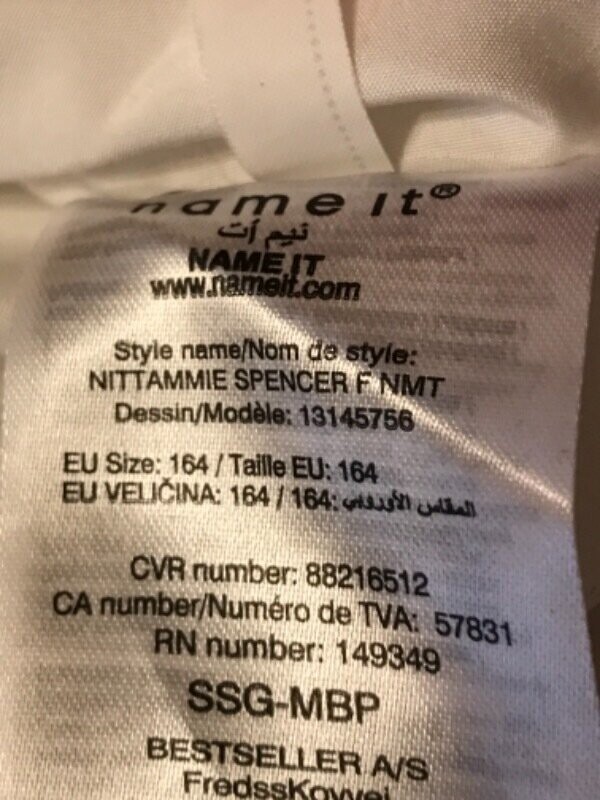 name it®
نيم أت
NAME IT
www.nameit.com
Style name/Nom de style:
NITTAMMIE SPENCER F NMT
Dessin/Modèle: 13145756
EU Size: 164 / Taille EU: 164
EU VELIČINA: 164 / 164: المقاس الأوروبي
CVR number: 88216512
CA number/Numéro de TVA: 57831
RN number: 149349
SSG-MBP
BESTSELLER A/S